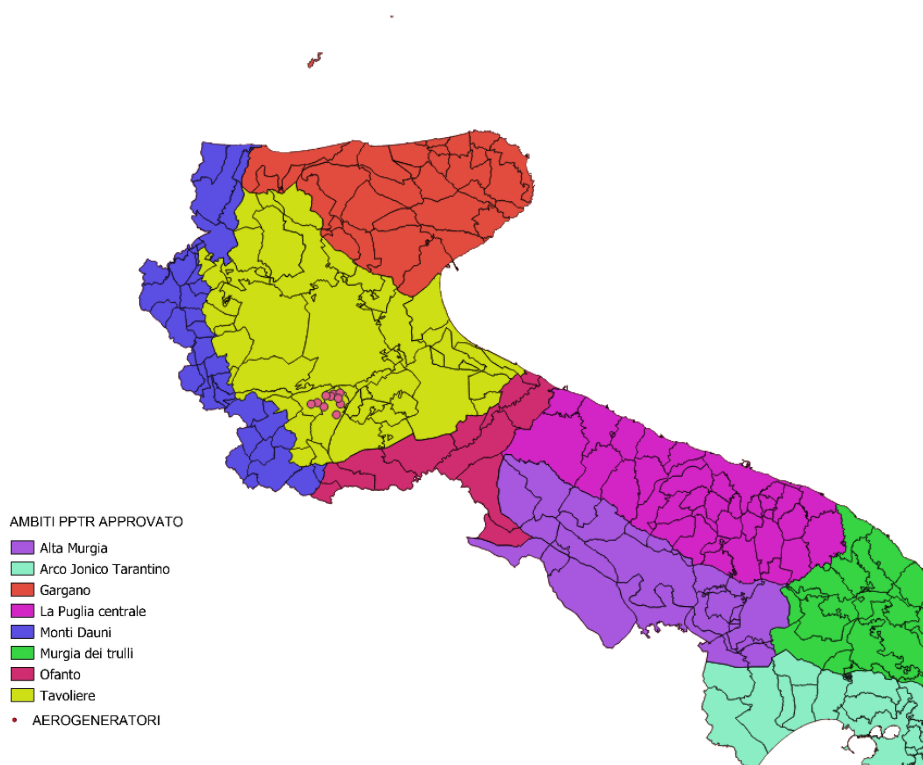 AMBITI PPTR APPROVATO
Alta Murgia
Arco Jonico Tarantino
Gargano
La Puglia centrale
Monti Dauni
Murgia dei trulli
Ofanto
Tavoliere
AEROGENERATORI